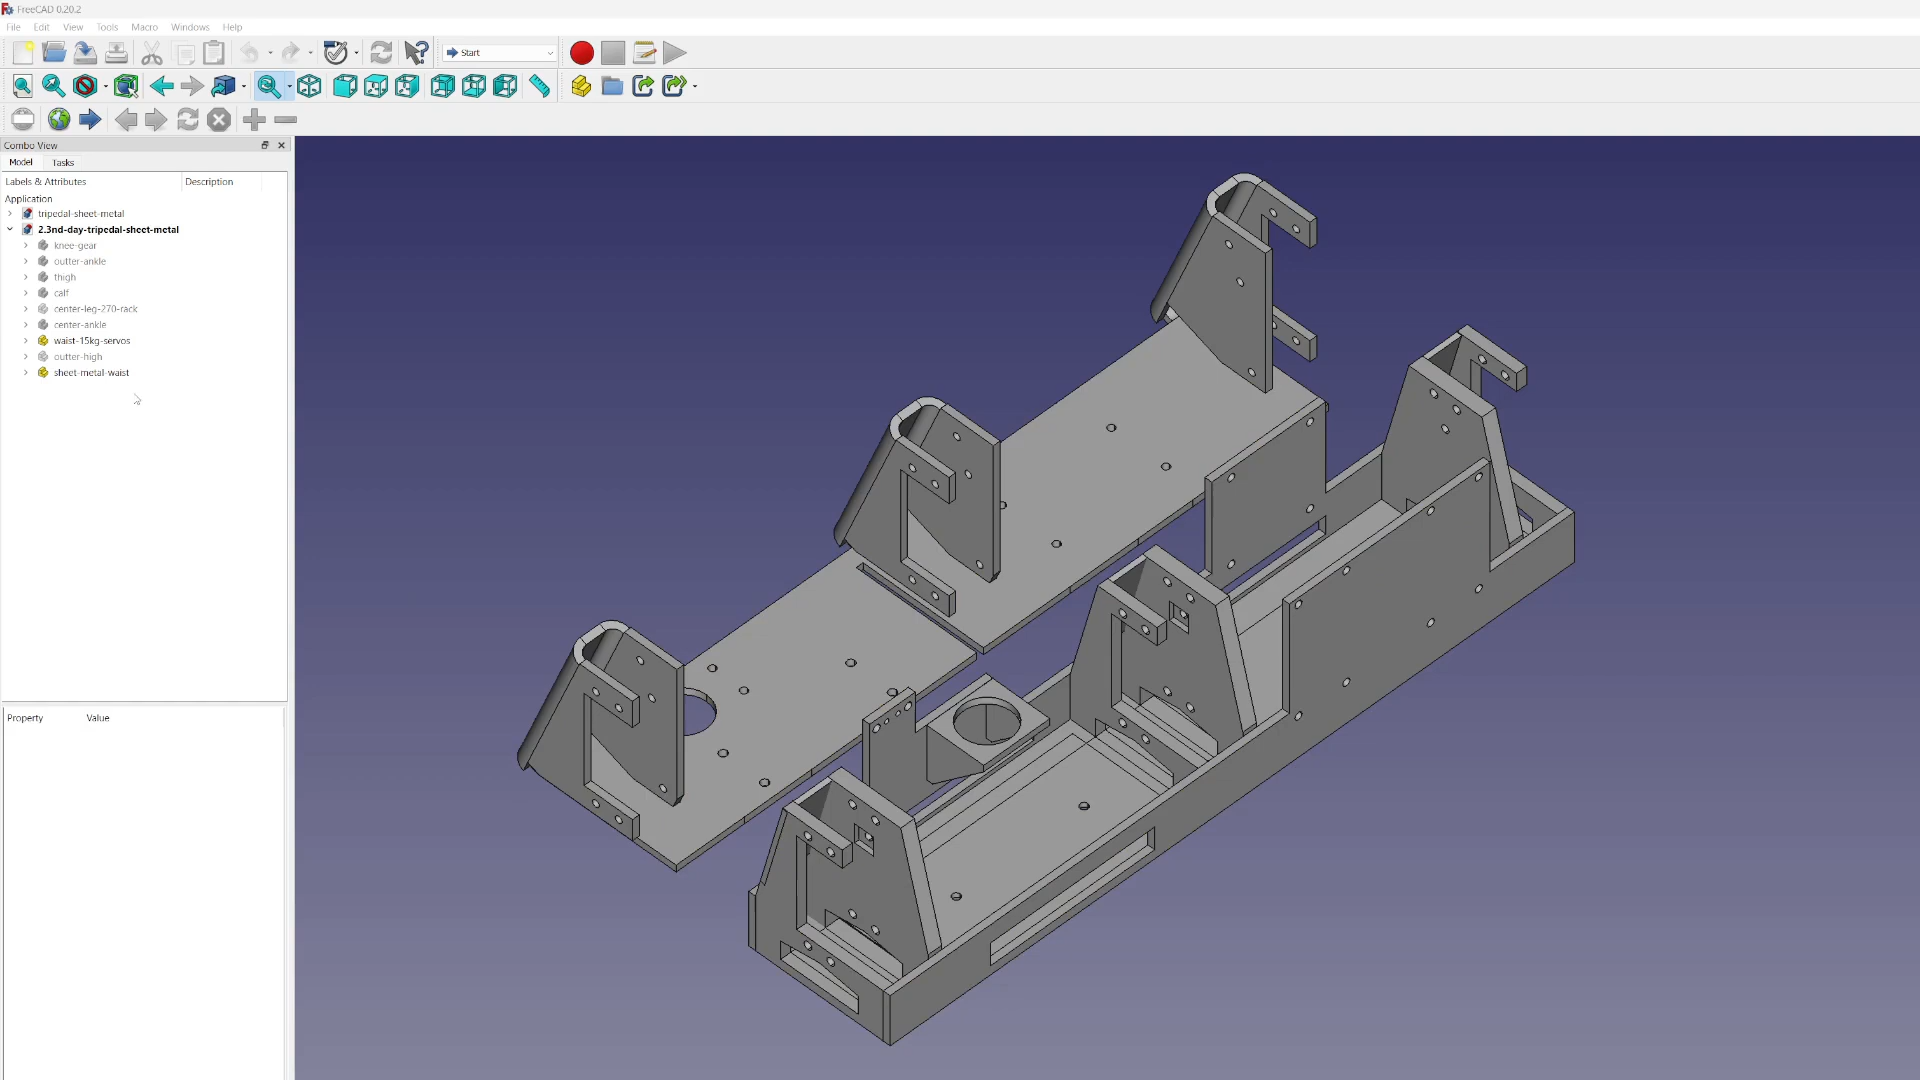 FreeCAD 0.20.2
File Edit View Tools Macro Windows Help
Start
Combo View
Model Tasks
Labels & Attributes Description
Application
tripedal-sheet-metal
2.3nd-day-tripedal-sheet-metal
knee-gear
outter-ankle
thigh
calf
center-leg-270-rack
center-ankle
waist-15kg-servos
outter-high
sheet-metal-waist
Property Value